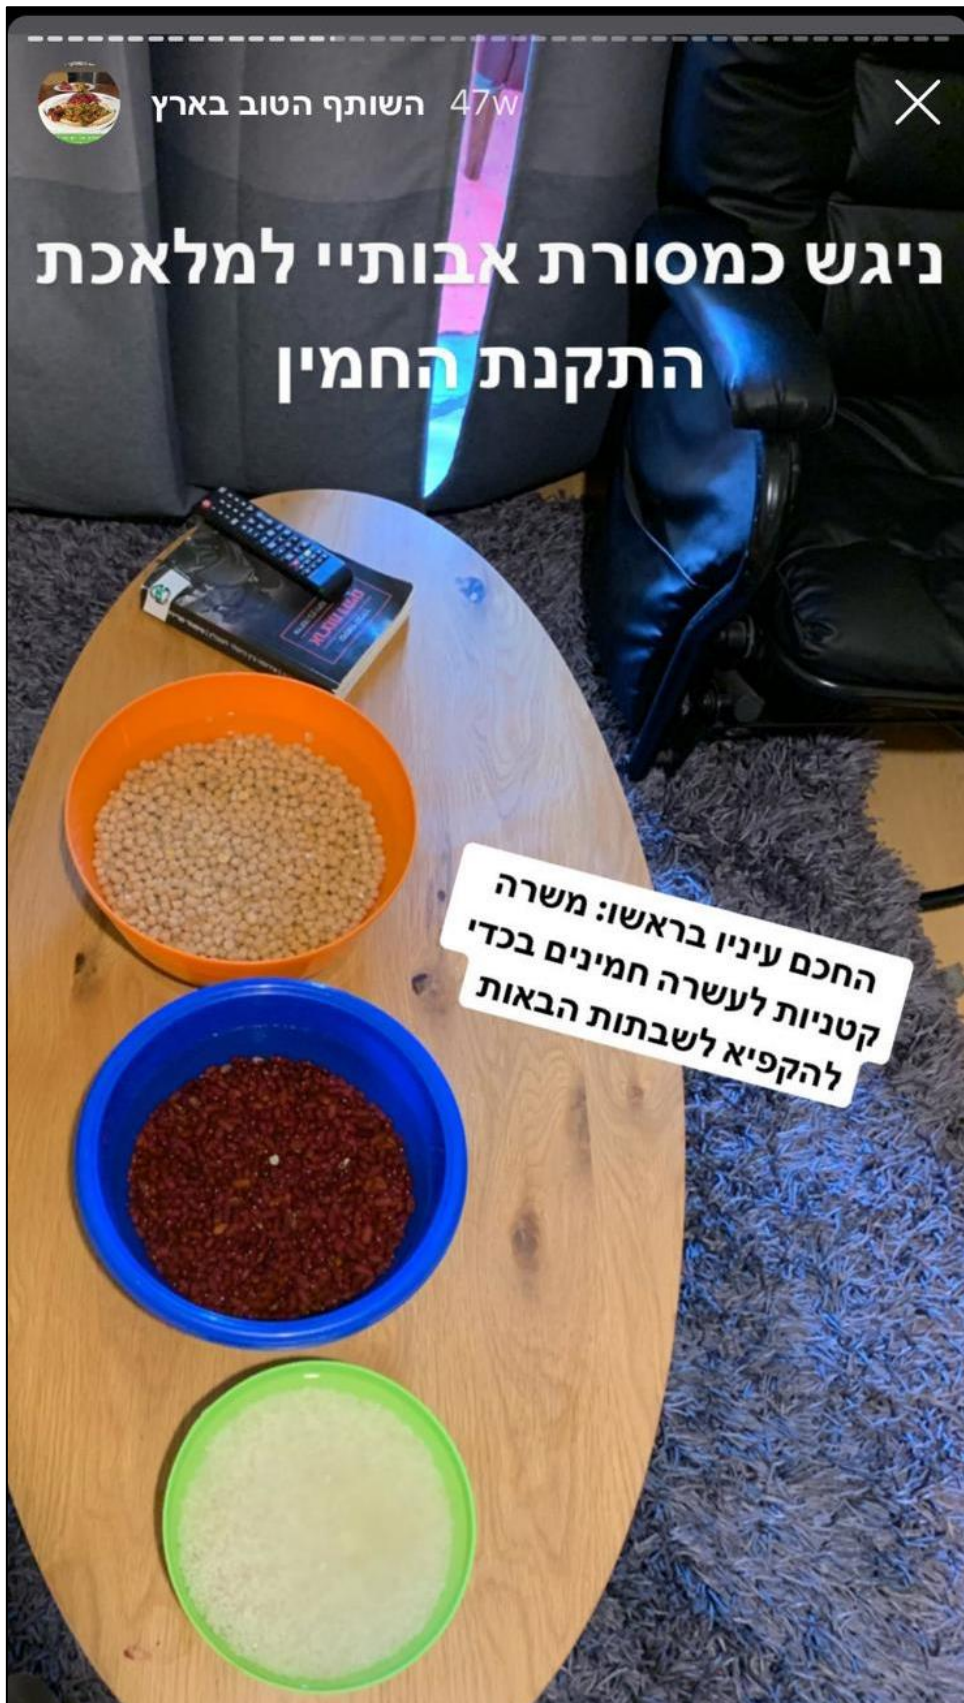 השותף הטוב בארץ 47w
ניגש כמסורת אבותיי למלאכת
התקנת החמין
החכם עיניו בראשו: משרה
קטניות לעשרה חמינים בכדי
להקפיא לשבתות הבאות